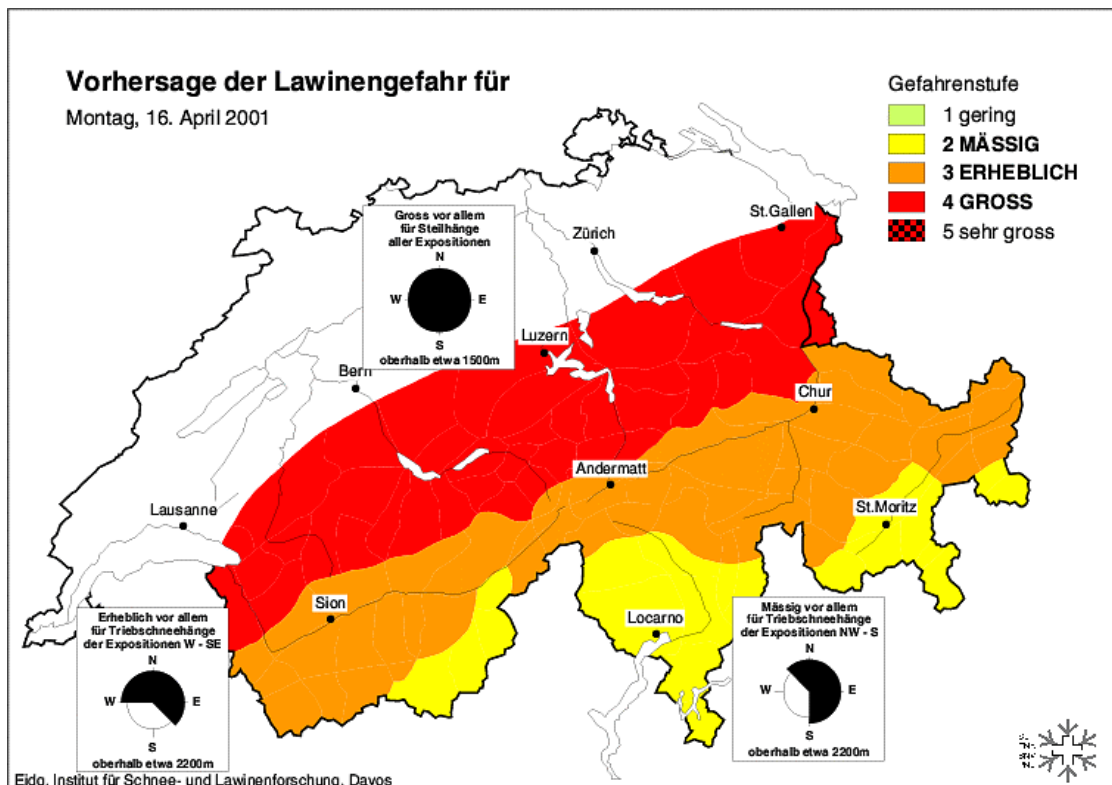 Vorhersage der Lawinengefahr für
Montag, 16. April 2001
Gefahrenstufe
1 gering
2 MÄSSIG
3 ERHEBLICH
4 GROSS
5 sehr gross
St.Gallen
Zürich
Gross vor allem
für Steilhänge
aller Expositionen
N
W
E
S
oberhalb etwa 1500m
Luzern
Bern
Chur
Andermatt
Lausanne
St.Moritz
Sion
Locarno
Erheblich vor allem
für Triebschneehänge
der Expositionen W - SE
N
W
E
S
oberhalb etwa 2200m
Mässig vor allem
für Triebschneehänge
der Expositionen NW - S
N
W
E
S
oberhalb etwa 2200m
Eidg. Institut für Schnee- und Lawinenforschung, Davos